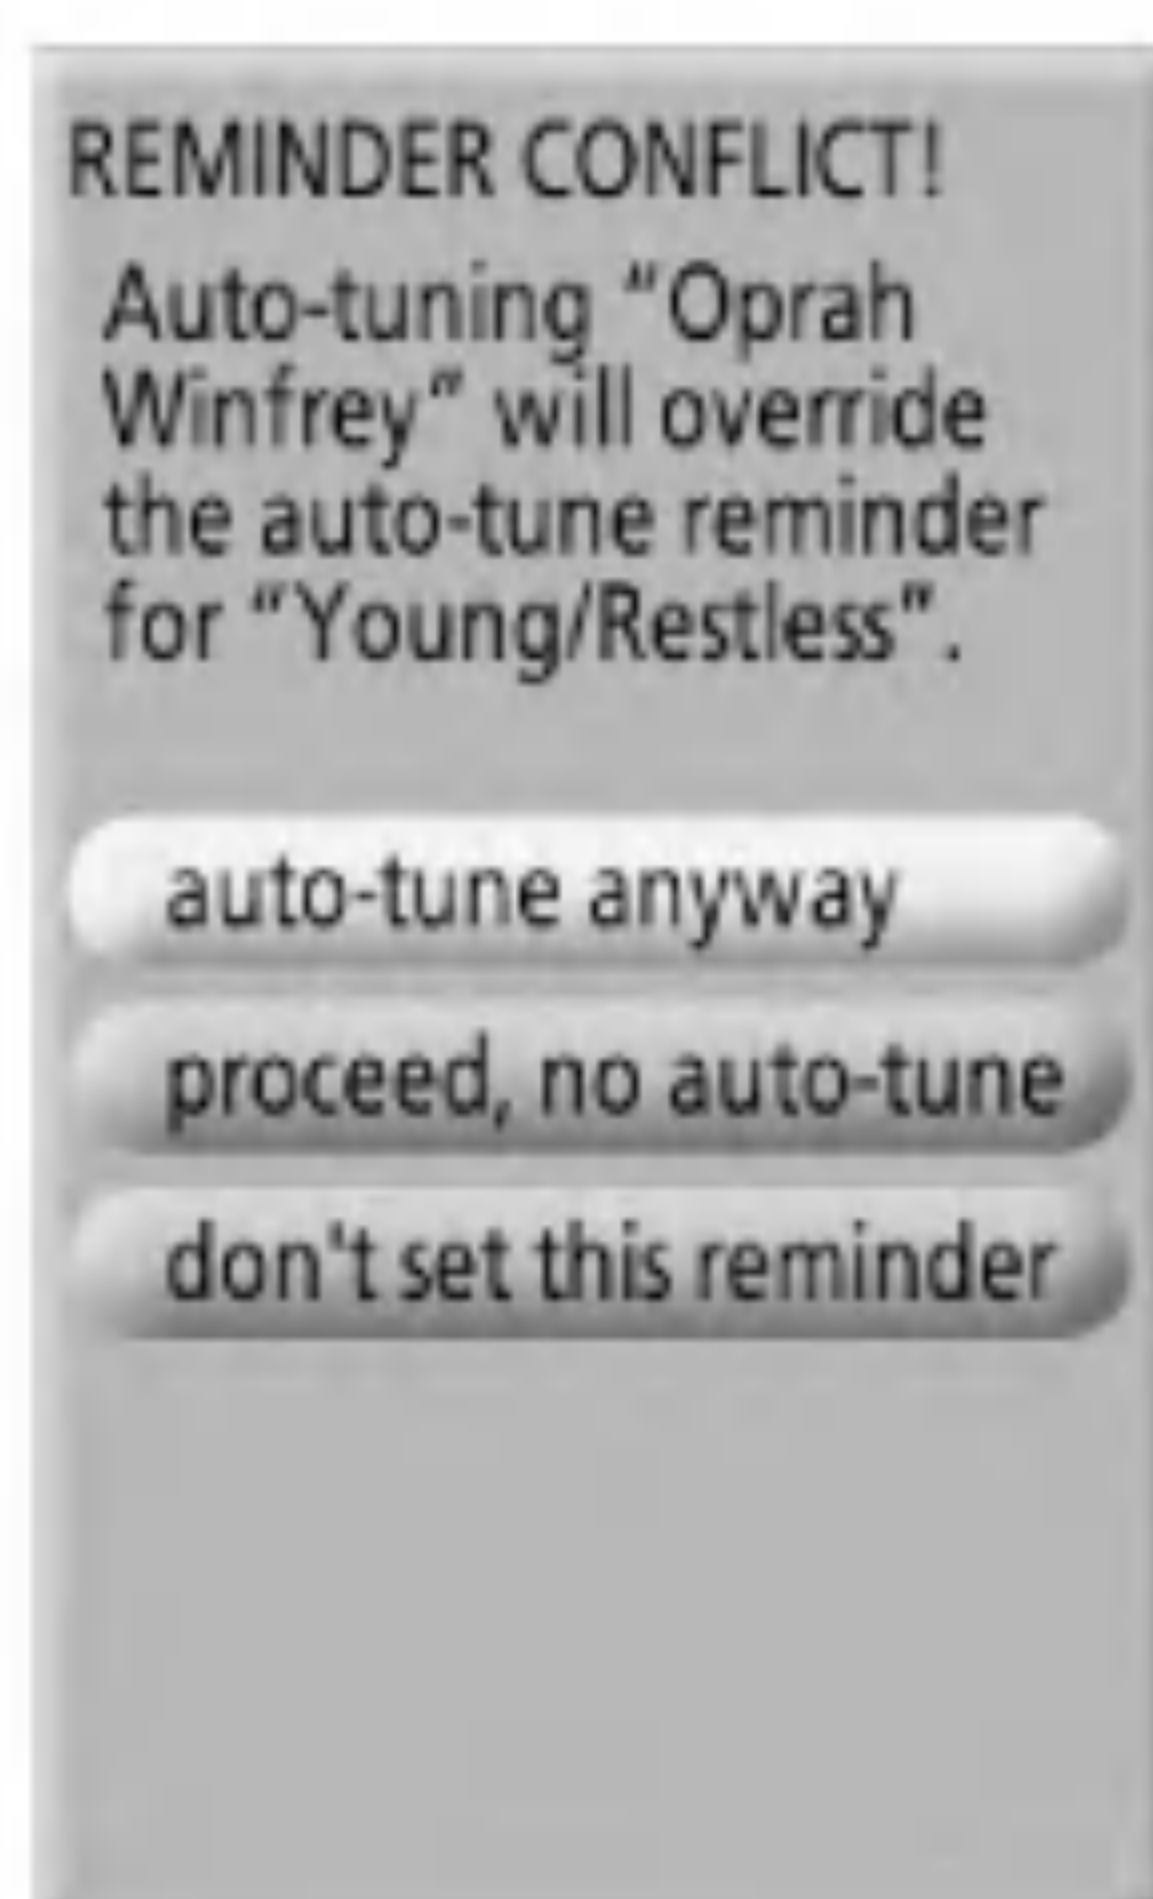 REMINDER CONFLICT!
Auto-tuning “Oprah
Winfrey” will override
the auto-tune reminder
for “Young/Restless”.
auto-tune anyway
proceed, no auto-tune
don't set this reminder